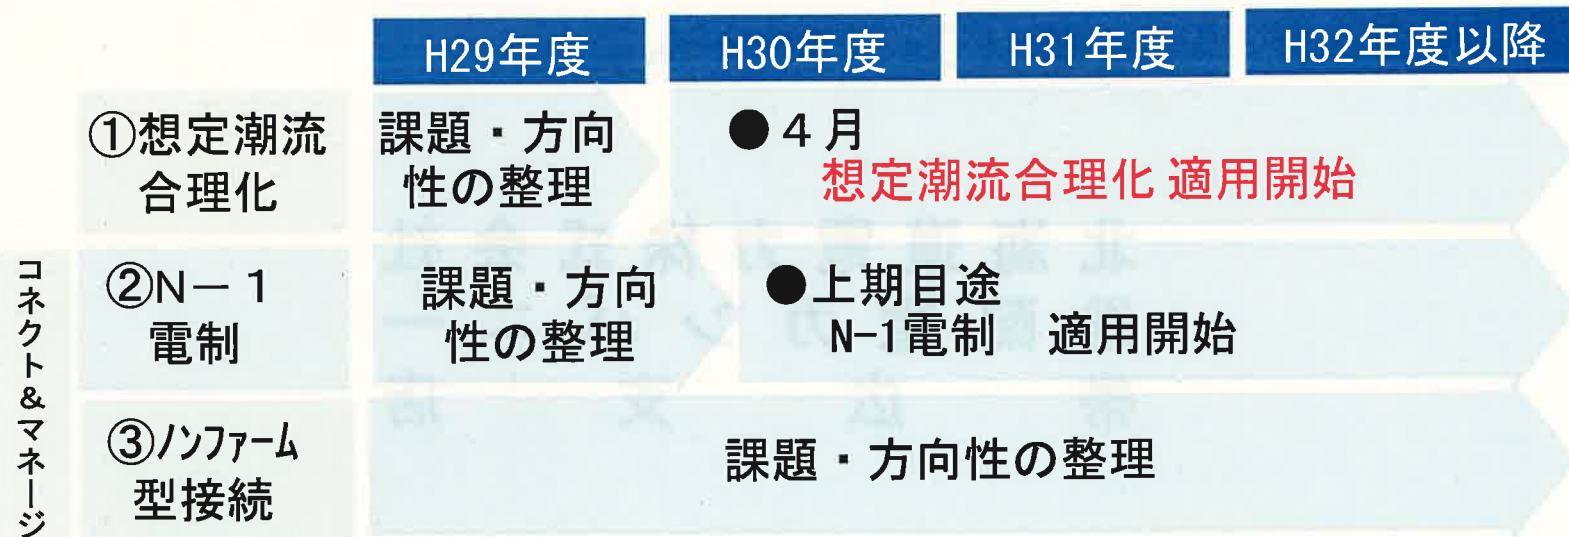 H29年度
H30年度
H31年度
H32年度以降
①想定潮流
合理化
課題・方向
性の整理
●4月
想定潮流合理化 適用開始
コネクト&マネージ
②N-1
電制
課題・方向
性の整理
●上期目途
N-1電制 適用開始
③ノンファーム
型接続
課題・方向性の整理